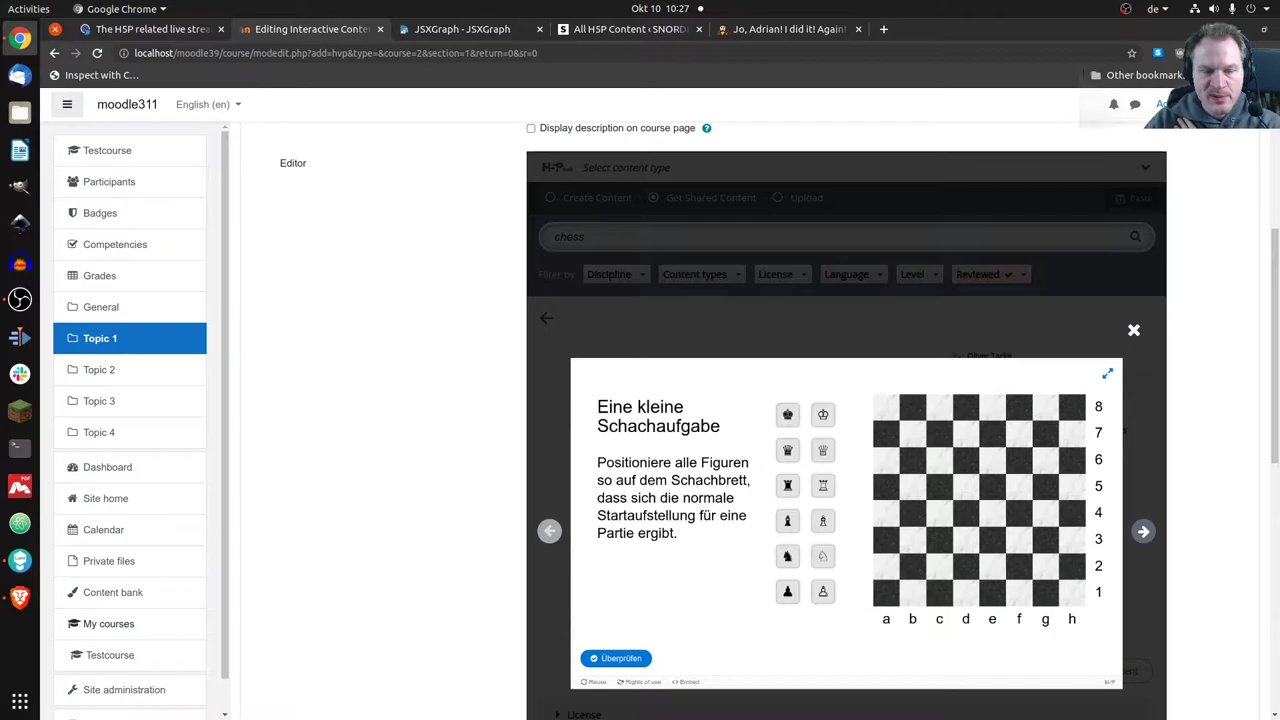 Activities
Google Chrome
Okt 10 10:27
de
The H5P related live strea
Editing Interactive Conte
JSXGraph - JSXGraph
All H5P Content ‹ SNORD
Jo, Adrian! I did it! Again!
localhost/moodle39/course/modedit.php?add=hvp&type=&course=2&section=1&return=0&sr=0
Inspect with C...
Other bookmark
moodle311
English (en)
Display description on course page
Editor
Testcourse
Participants
Badges
Competencies
Grades
General
Topic 1
Topic 2
Topic 3
Topic 4
Dashboard
Site home
Calendar
Private files
Content bank
My courses
Testcourse
Site administration
H5P Select content type
Create Content
Get Shared Content
Upload
Paste
chess
Filter by
Discipline
Content types
License
Language
Level
Reviewed
Oliver Tacke
Eine kleine
Schachaufgabe
Positioniere alle Figuren
so auf dem Schachbrett,
dass sich die normale
Startaufstellung für eine
Partie ergibt.
8
7
6
5
4
3
2
1
a b c d e f g h
Überprüfen
Reuse
Rights of use
Embed
H5P
License